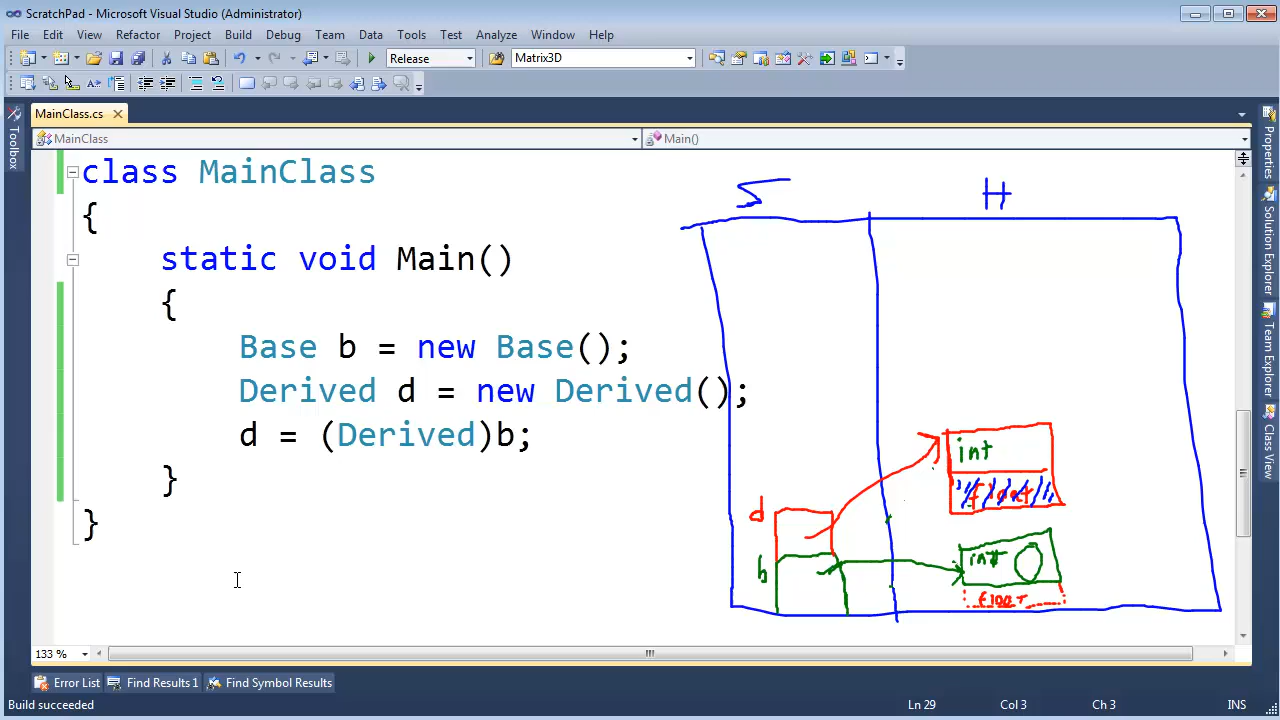 ScratchPad - Microsoft Visual Studio (Administrator)
File Edit View Refactor Project Build Debug Team Data Tools Test Analyze Window Help
Release Matrix3D
MainClass.cs
MainClass Main()
Toolbox
class MainClass
{
static void Main()
{
Base b = new Base();
Derived d = new Derived();
d = (Derived)b;
}
}
S H
int
float
d
b int
float
Properties
Solution Explorer
Team Explorer
Class View
133 %
Error List Find Results 1 Find Symbol Results
Build succeeded Ln 29 Col 3 Ch 3 INS